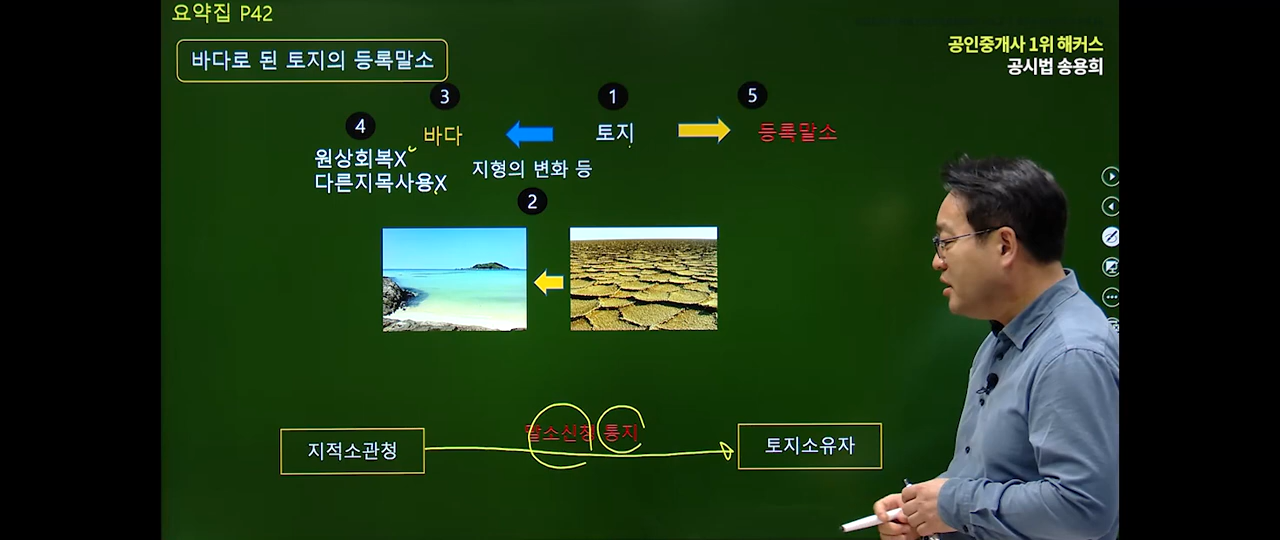 요약집 P42
공인중개사 1위 해커스
공시법 송용희
바다로 된 토지의 등록말소
3
1
5
4
바다
토지
등록말소
원상회복X
다른지목사용X
지형의 변화 등
2
말소신청 통지
지적소관청
토지소유자